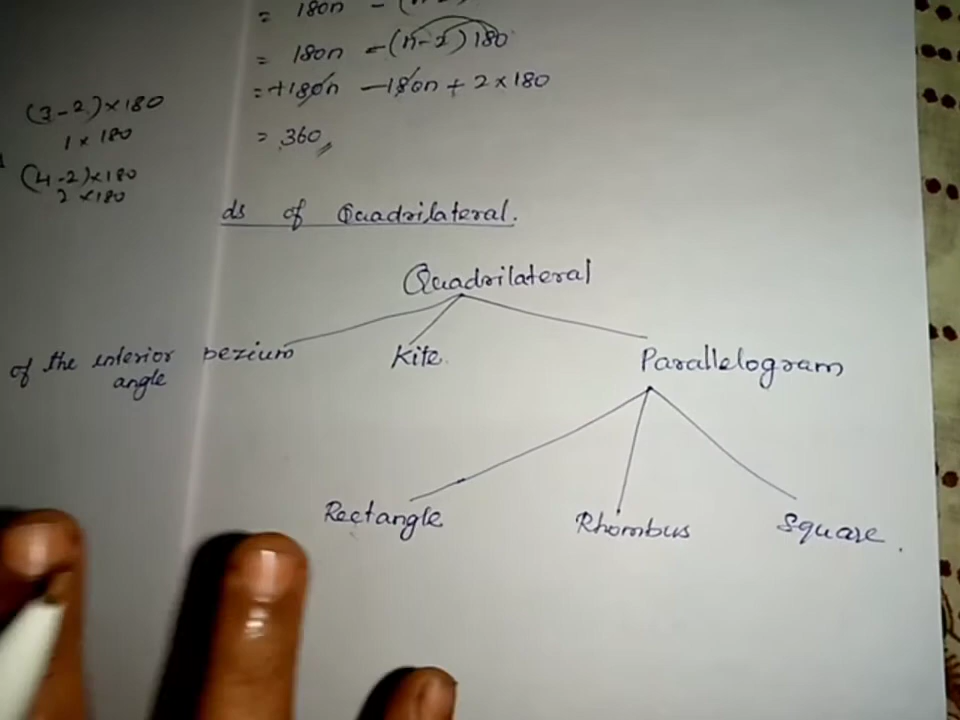 = 180n - (
= 180n - (n-2) 180
= +180n - 180n + 2 × 180
= 360
(3-2) × 180
1 × 180
(4-2) × 180
2 × 180
ds of Quadrilateral.
Quadrilateral
of the interior
angle
pezium
Kite
Parallelogram
Rectangle
Rhombus
Square.